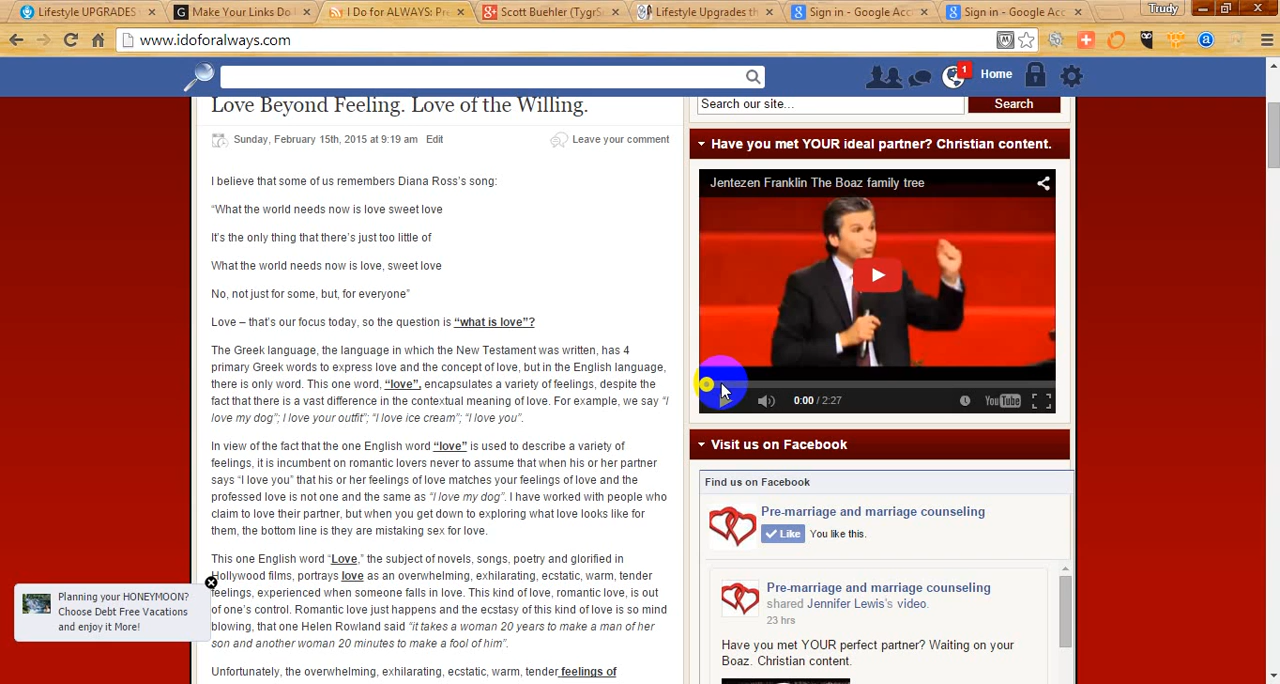 Lifestyle UPGRADES
Make Your Links Do
I Do for ALWAYS: Pr
Scott Buehler (TygrS
Lifestyle Upgrades th
Sign in - Google Acc
Sign in - Google Acc
Trudy
www.idoforalways.com
1
Home
Love Beyond Feeling. Love of the Willing.
Sunday, February 15th, 2015 at 9:19 am Edit
Leave your comment
I believe that some of us remembers Diana Ross's song:
“What the world needs now is love sweet love
It's the only thing that there's just too little of
What the world needs now is love, sweet love
No, not just for some, but, for everyone”
Love – that's our focus today, so the question is “what is love”?
The Greek language, the language in which the New Testament was written, has 4
primary Greek words to express love and the concept of love, but in the English language,
there is only word. This one word, “love”, encapsulates a variety of feelings, despite the
fact that there is a vast difference in the contextual meaning of love. For example, we say “I
love my dog”; I love your outfit”; “I love ice cream”; “I love you”.
In view of the fact that the one English word “love” is used to describe a variety of
feelings, it is incumbent on romantic lovers never to assume that when his or her partner
says “I love you” that his or her feelings of love matches your feelings of love and the
professed love is not one and the same as “I love my dog”. I have worked with people who
claim to love their partner, but when you get down to exploring what love looks like for
them, the bottom line is they are mistaking sex for love.
This one English word “Love,” the subject of novels, songs, poetry and glorified in
Hollywood films, portrays love as an overwhelming, exhilarating, ecstatic, warm, tender
feelings, experienced when someone falls in love. This kind of love, romantic love, is out
of one's control. Romantic love just happens and the ecstasy of this kind of love is so mind
blowing, that one Helen Rowland said “it takes a woman 20 years to make a man of her
son and another woman 20 minutes to make a fool of him”.
Unfortunately, the overwhelming, exhilarating, ecstatic, warm, tender feelings of
Planning your HONEYMOON?
Choose Debt Free Vacations
and enjoy it More!
Search our site...
Search
Have you met YOUR ideal partner? Christian content.
Jentezen Franklin The Boaz family tree
0:00 / 2:27
YouTube
Visit us on Facebook
Find us on Facebook
Pre-marriage and marriage counseling
Like
You like this.
Pre-marriage and marriage counseling
shared Jennifer Lewis's video.
23 hrs
Have you met YOUR perfect partner? Waiting on your
Boaz. Christian content.